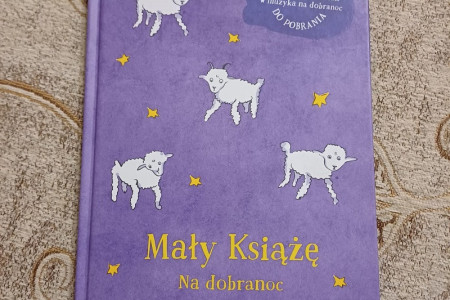 muzyka na dobranoc
DO POBRANIA
Mały Książę
Na dobranoc